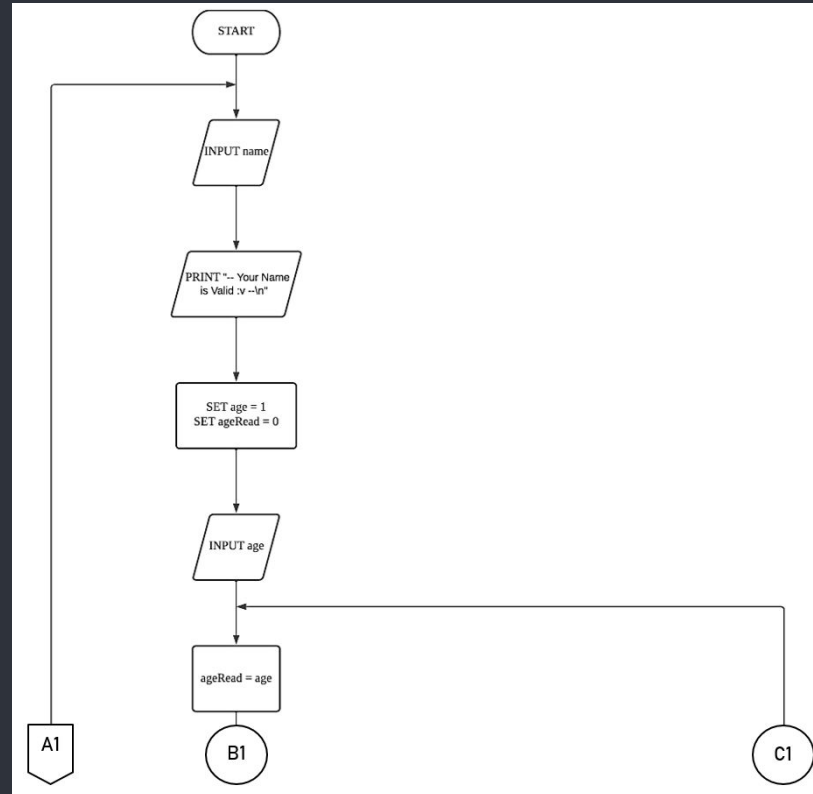 START
INPUT name
PRINT "-- Your Name
is Valid :v --\n"
SET age = 1
SET ageRead = 0
INPUT age
ageRead = age
A1
B1
C1